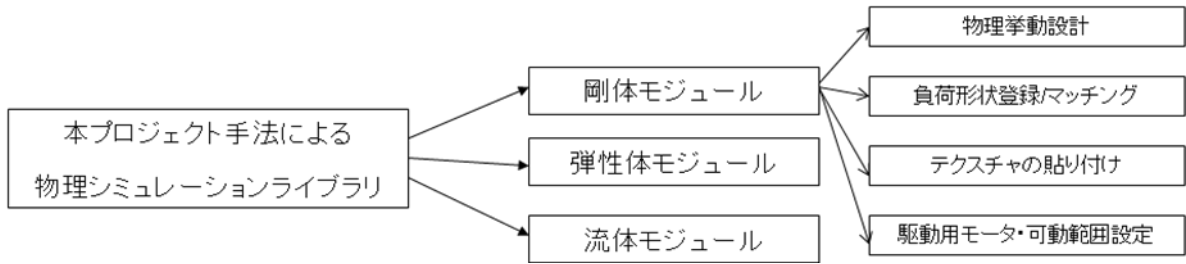 本プロジェクト手法による
物理シミュレーションライブラリ
剛体モジュール
弾性体モジュール
流体モジュール
物理挙動設計
負荷形状登録/マッチング
テクスチャの貼り付け
駆動用モータ・可動範囲設定